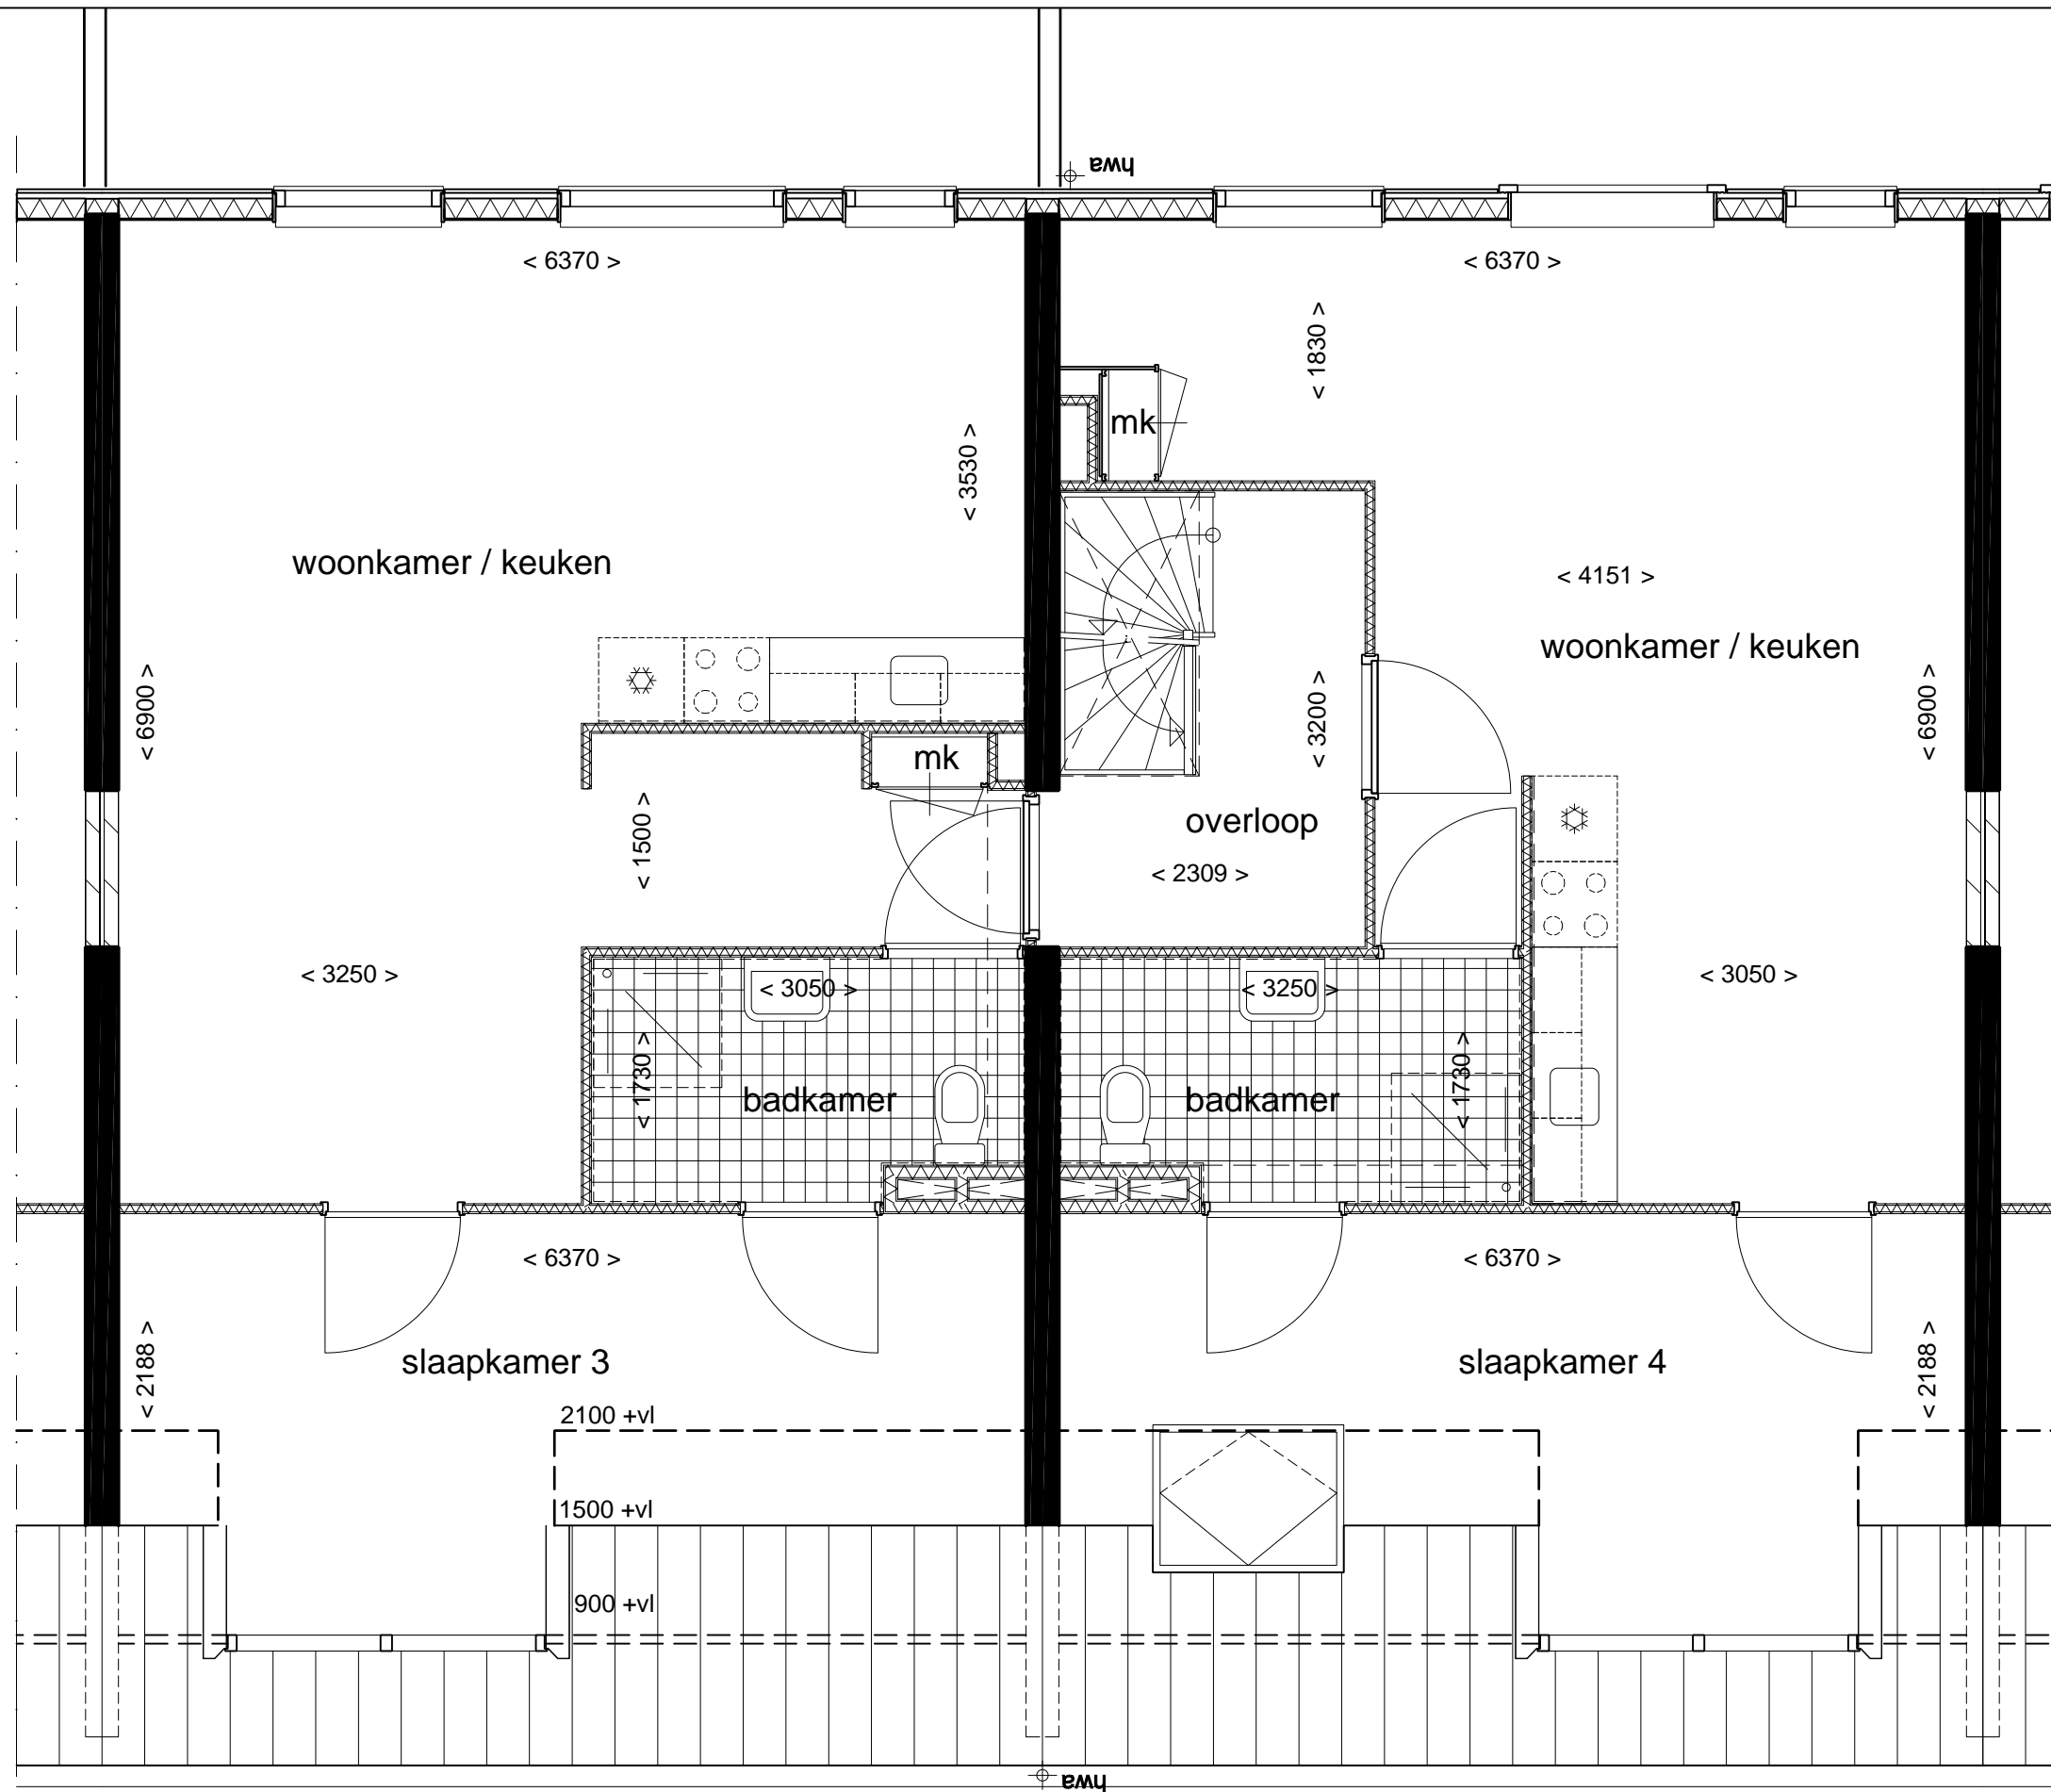 hwa
< 6370 >
< 6370 >
< 1830 >
mk
< 3530 >
woonkamer / keuken
< 4151 >
woonkamer / keuken
< 6900 >
< 3200 >
< 6900 >
mk
overloop
< 1500 >
< 2309 >
< 3250 >
< 3050 >
< 3250 >
< 3050 >
< 1730 >
badkamer
badkamer
< 1730 >
< 6370 >
< 6370 >
slaapkamer 3
slaapkamer 4
< 2188 >
< 2188 >
2100 +vl
1500 +vl
900 +vl
hwa